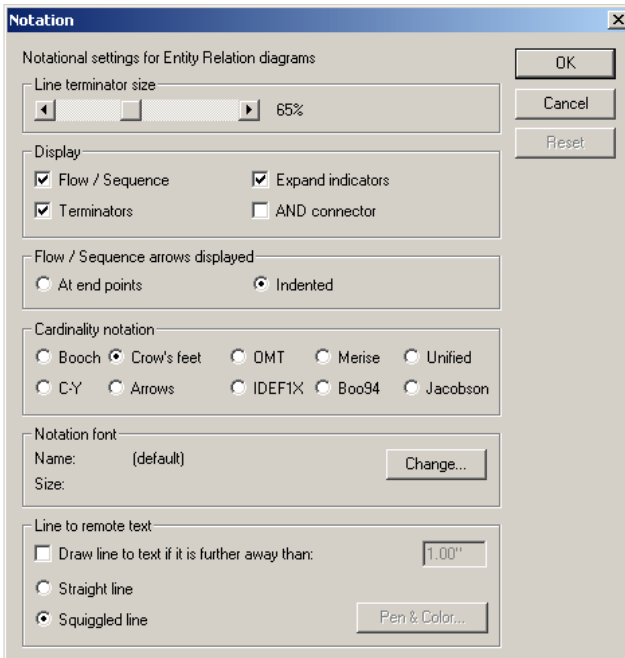 Notation
Notational settings for Entity Relation diagrams
OK
Line terminator size
65%
Cancel
Reset
Display
Flow / Sequence
Expand indicators
Terminators
AND connector
Flow / Sequence arrows displayed
At end points
Indented
Cardinality notation
Booch Crow's feet OMT Merise Unified
C-Y Arrows IDEF1X Boo94 Jacobson
Notation font
Name: (default)
Change...
Size:
Line to remote text
Draw line to text if it is further away than: 1.00"
Straight line
Squiggled line
Pen & Color...